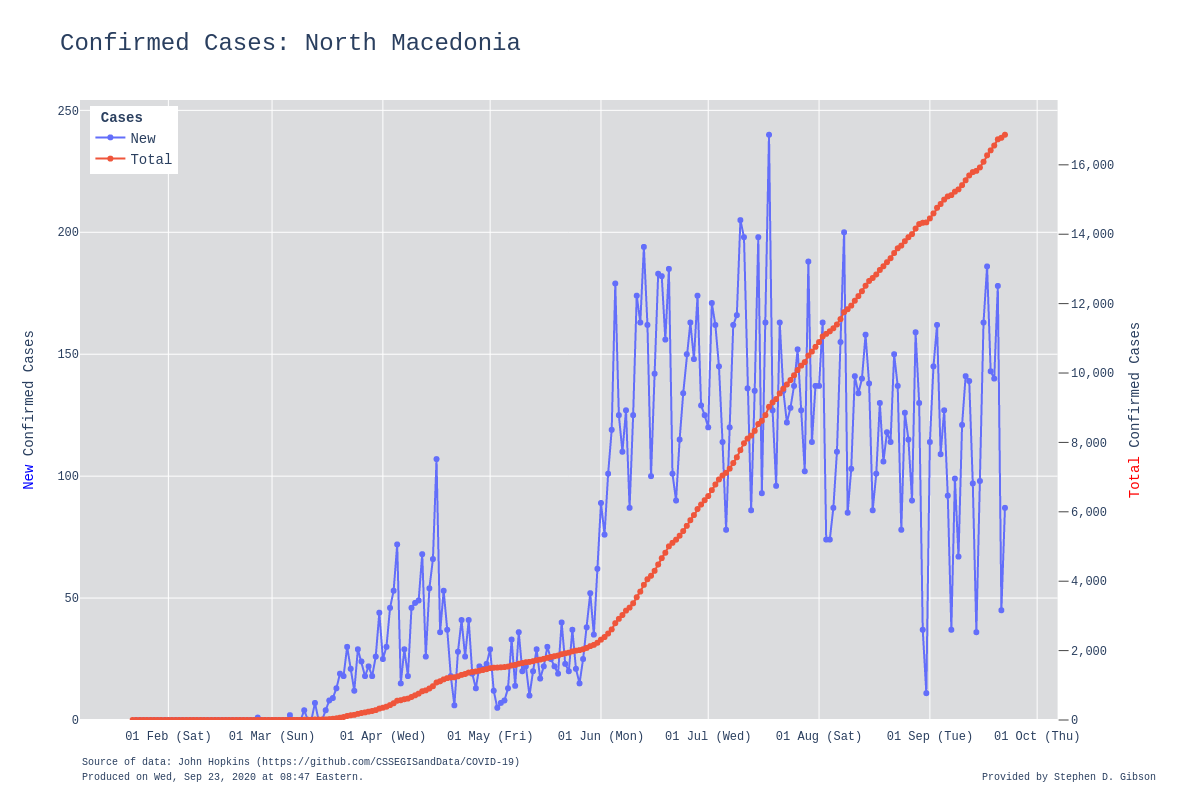 Confirmed Cases: North Macedonia
Cases
New
Total
250
200
150
100
50
0
16,000
14,000
12,000
10,000
8,000
6,000
4,000
2,000
0
New Confirmed Cases
Total Confirmed Cases
01 Feb (Sat) 01 Mar (Sun) 01 Apr (Wed) 01 May (Fri) 01 Jun (Mon) 01 Jul (Wed) 01 Aug (Sat) 01 Sep (Tue) 01 Oct (Thu)
Source of data: John Hopkins (https://github.com/CSSEGISandData/COVID-19)
Produced on Wed, Sep 23, 2020 at 08:47 Eastern.
Provided by Stephen D. Gibson